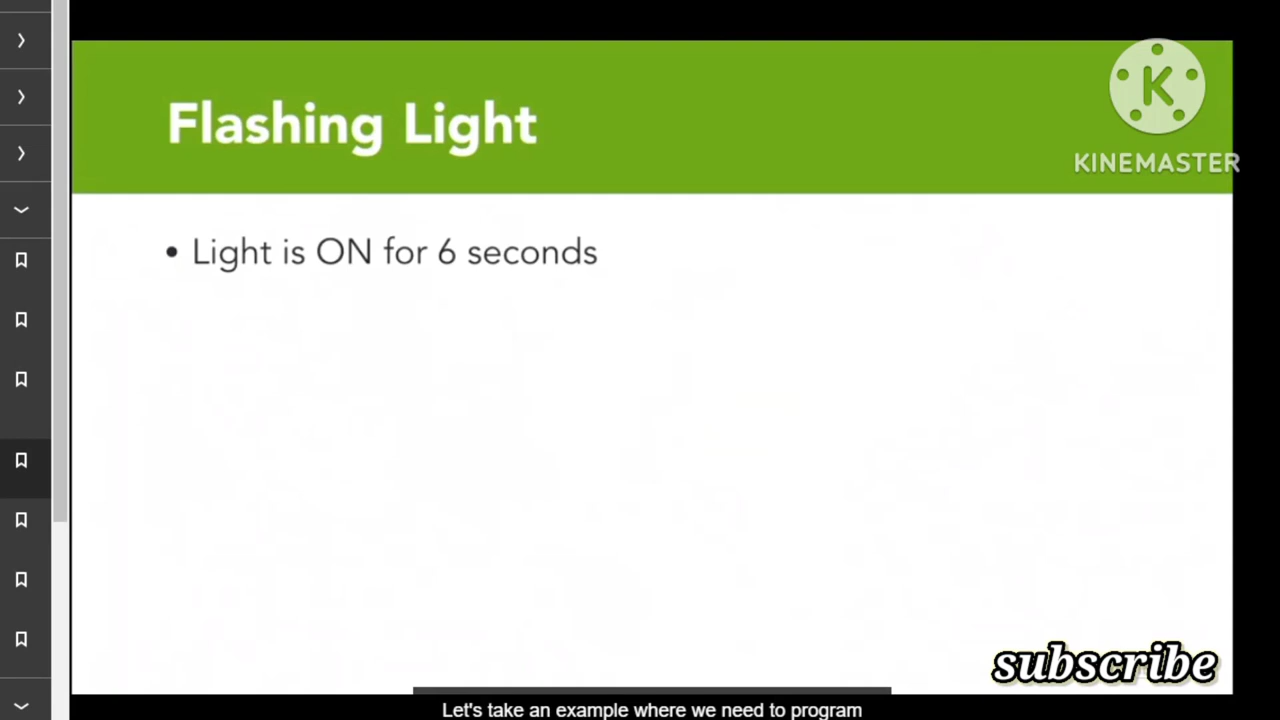 Flashing Light
K
KINEMASTER
• Light is ON for 6 seconds
subscribe
Let's take an example where we need to program